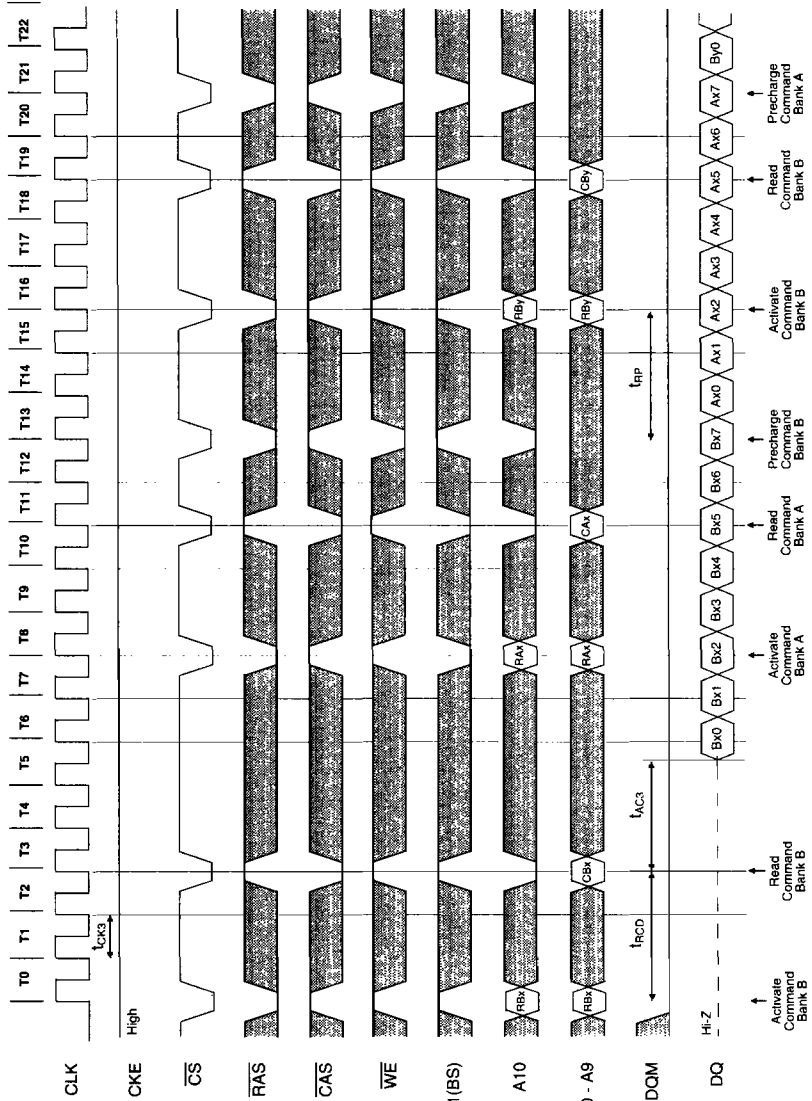 T0 T1 T2 T3 T4 T5 T6 T7 T8 T9 T10 T11 T12 T13 T14 T15 T16 T17 T18 T19 T20 T21 T22
CLK
tCK3
CKE
High
CS
RAS
CAS
WE
1(BS)
A10
RBx RAx RBy
0 - A9
RBx CBx RAx CAx RBy CBy
DQM
tRCD tAC3 tRP
DQ
Hi-Z
Bx0 Bx1 Bx2 Bx3 Bx4 Bx5 Bx6 Bx7 Ax0 Ax1 Ax2 Ax3 Ax4 Ax5 Ax6 Ax7 By0
Activate
Command
Bank B
Read
Command
Bank B
Activate
Command
Bank A
Read
Command
Bank A
Precharge
Command
Bank B
Activate
Command
Bank B
Read
Command
Bank B
Precharge
Command
Bank A